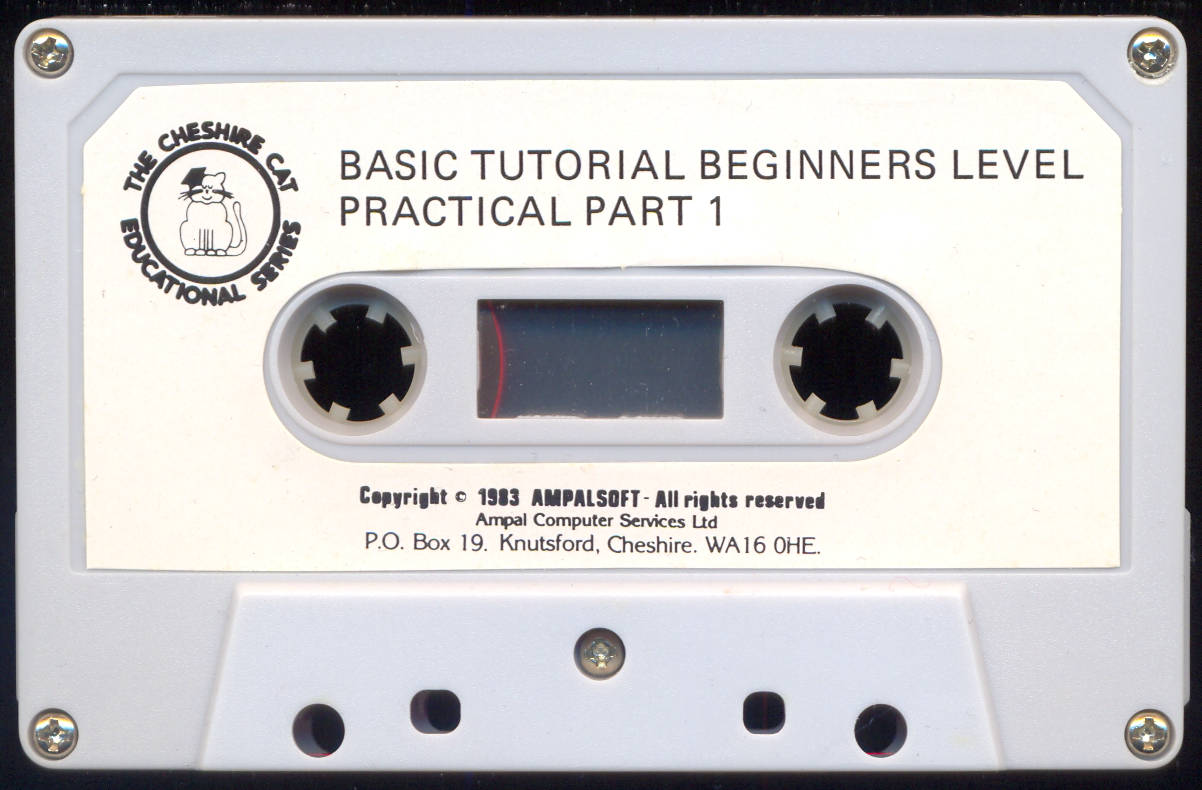 THE CHESHIRE CAT
EDUCATIONAL SERIES
BASIC TUTORIAL BEGINNERS LEVEL
PRACTICAL PART 1
Copyright © 1983 AMPALSOFT - All rights reserved
Ampal Computer Services Ltd
P.O. Box 19. Knutsford, Cheshire. WA16 0HE.